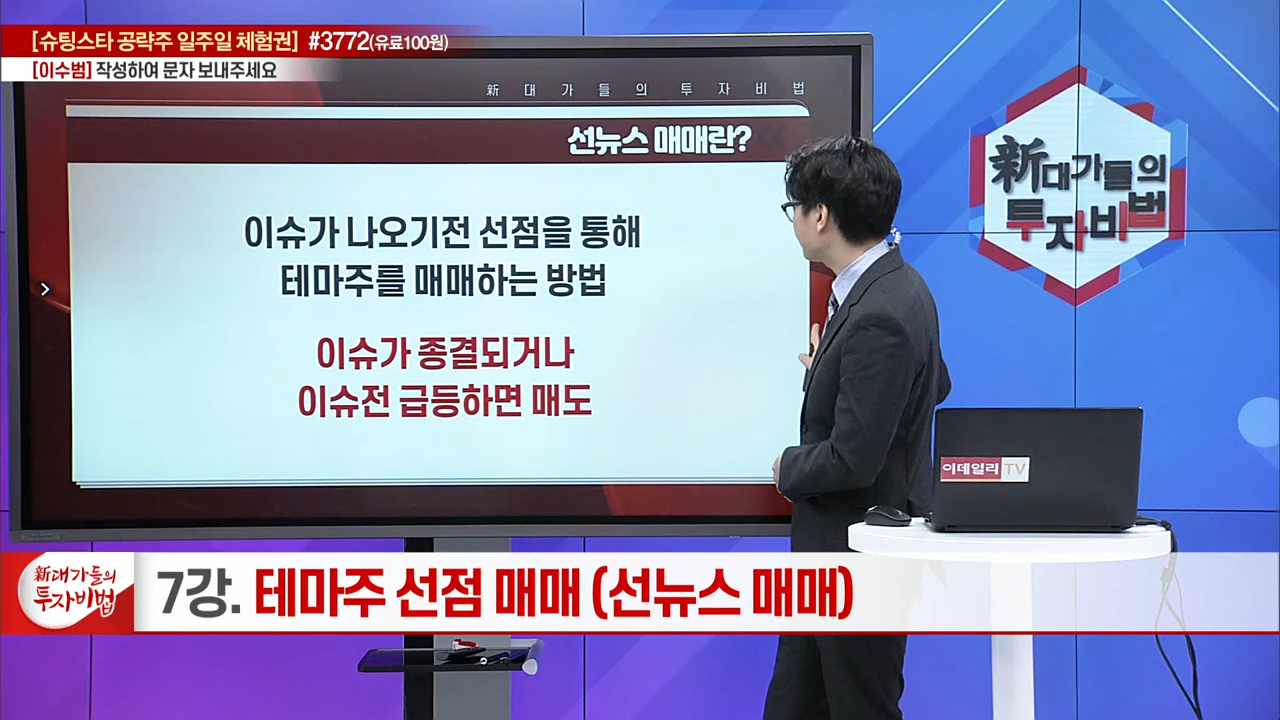 [슈팅스타 공략주 일주일 체험권] #3772(유료100원)
[이수범] 작성하여 문자 보내주세요
新대가들의투자비법
선뉴스 매매란?
이슈가 나오기전 선점을 통해
테마주를 매매하는 방법
이슈가 종결되거나
이슈전 급등하면 매도
新대가들의
투자비법
이데일리TV
新대가들의
투자비법
7강. 테마주 선점 매매 (선뉴스 매매)